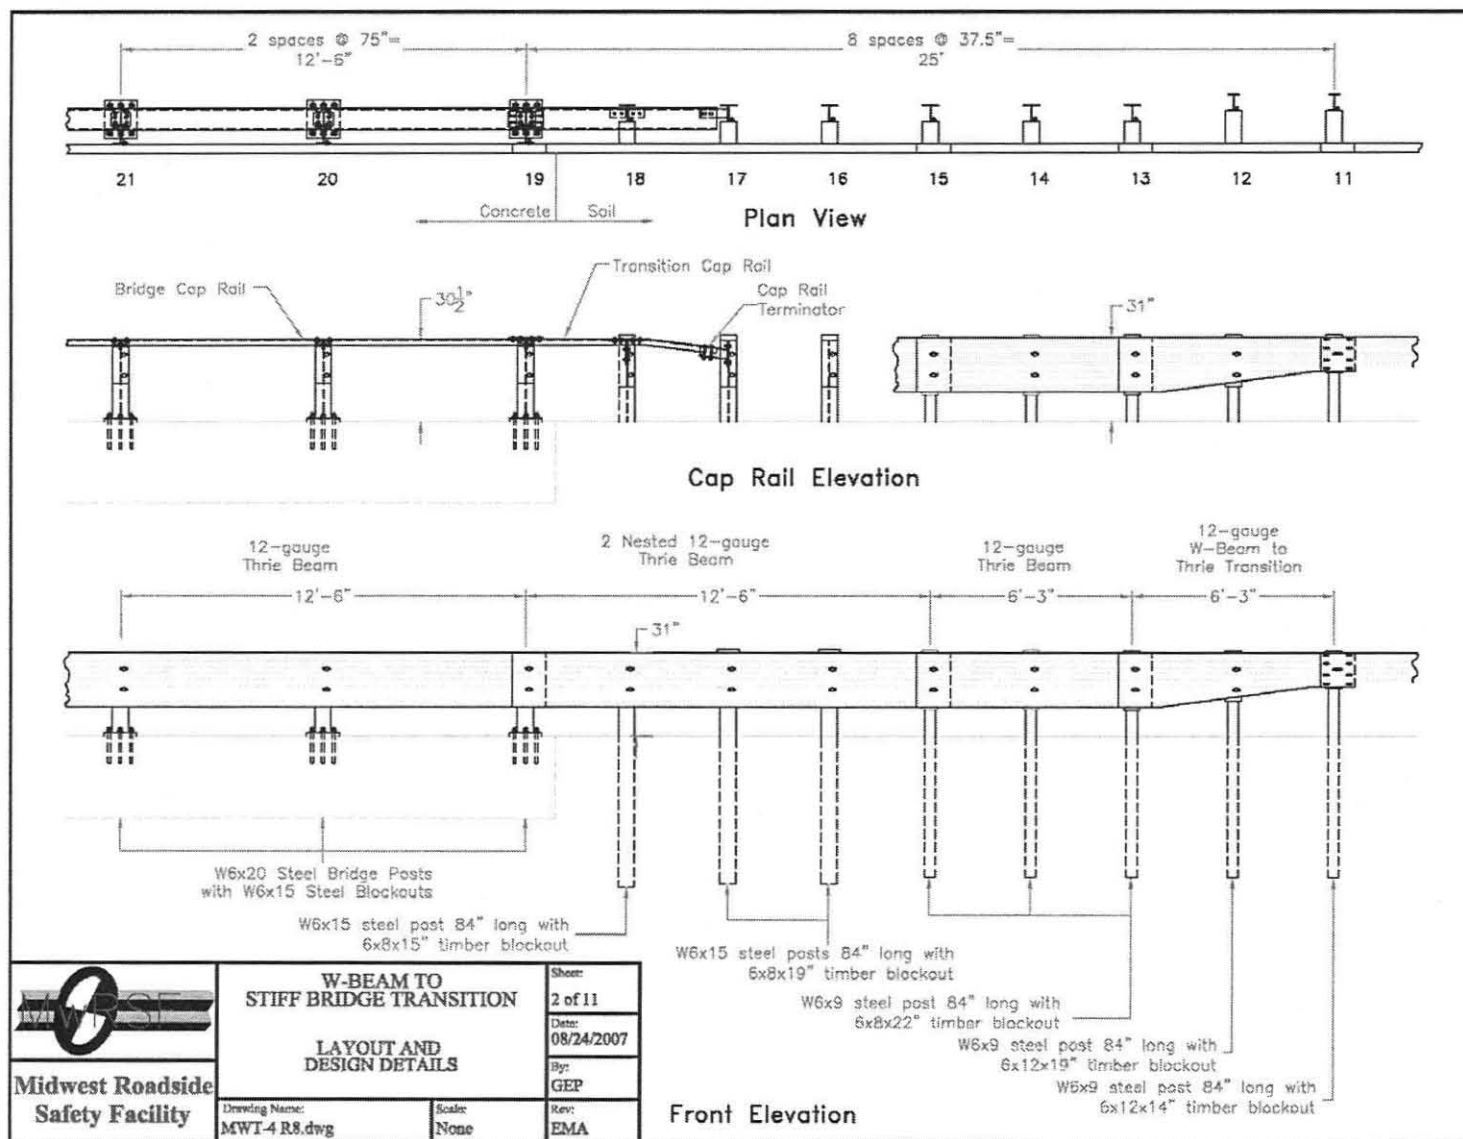 2 spaces @ 75"=
12'-6"
8 spaces @ 37.5"=
25'
21 20 19 18 17 16 15 14 13 12 11
Concrete Soil
Plan View
Bridge Cap Rail
30½"
Transition Cap Rail
Cap Rail
Terminator
31"
Cap Rail Elevation
12-gauge
Thrie Beam
2 Nested 12-gauge
Thrie Beam
12-gauge
Thrie Beam
12-gauge
W-Beam to
Thrie Transition
12'-6" 12'-6" 6'-3" 6'-3"
31"
W6x20 Steel Bridge Posts
with W6x15 Steel Blockouts
W6x15 steel post 84" long with
6x8x15" timber blockout
W6x15 steel posts 84" long with
6x8x19" timber blockout
W6x9 steel post 84" long with
6x8x22" timber blockout
W6x9 steel post 84" long with
6x12x19" timber blockout
W6x9 steel post 84" long with
6x12x14" timber blockout
Front Elevation
MwRSF
Midwest Roadside
Safety Facility
W-BEAM TO
STIFF BRIDGE TRANSITION
LAYOUT AND
DESIGN DETAILS
Drawing Name:
MWT-4 R8.dwg
Scale:
None
Sheet:
2 of 11
Date:
08/24/2007
By:
GEP
Rev:
EMA